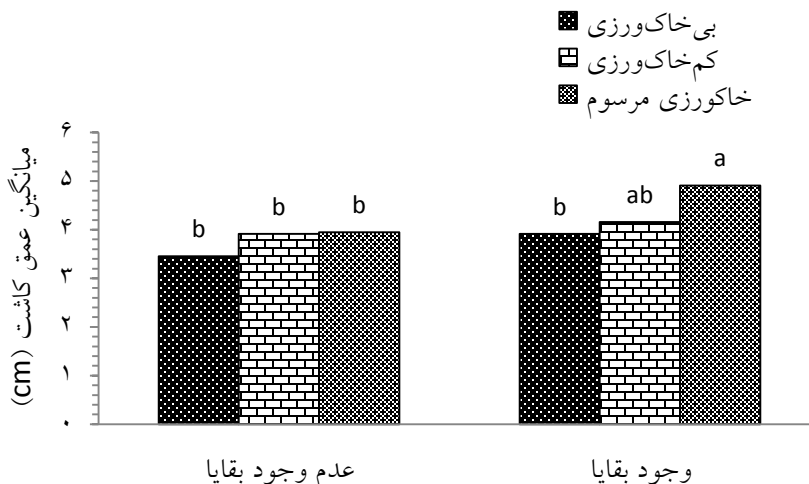 بی‌خاک‌ورزی
کم‌خاک‌ورزی
خاکورزی مرسوم
میانگین عمق کاشت (cm)
۶
۵
۴
۳
۲
۱
۰
b b b b ab a
عدم وجود بقایا وجود بقایا